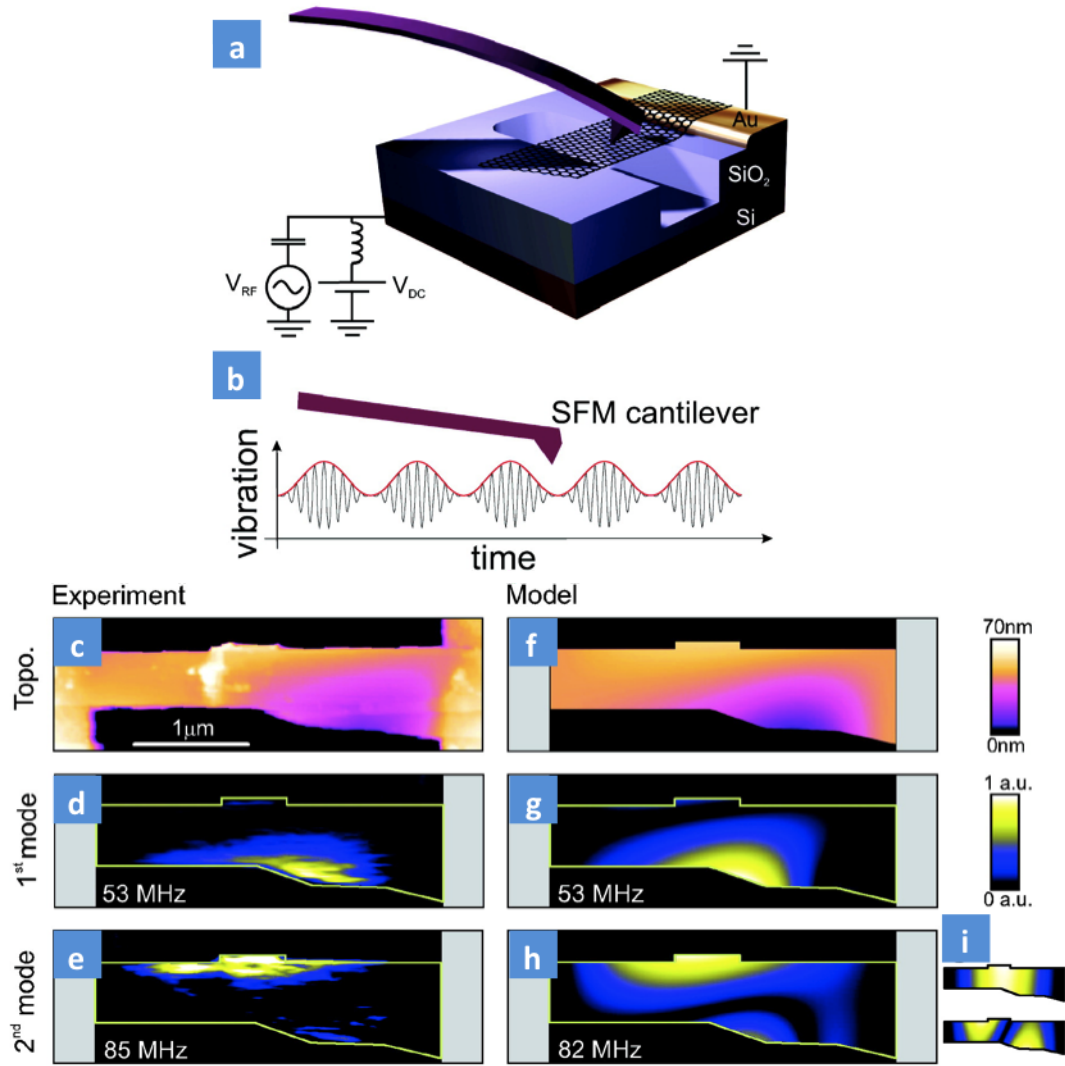 a
Au
SiO2
Si
VRF
VDC
b
SFM cantilever
vibration
time
Experiment
Model
Topo.
c
1μm
f
70nm
0nm
1st mode
d
53 MHz
g
53 MHz
1 a.u.
0 a.u.
2nd mode
e
85 MHz
h
82 MHz
i